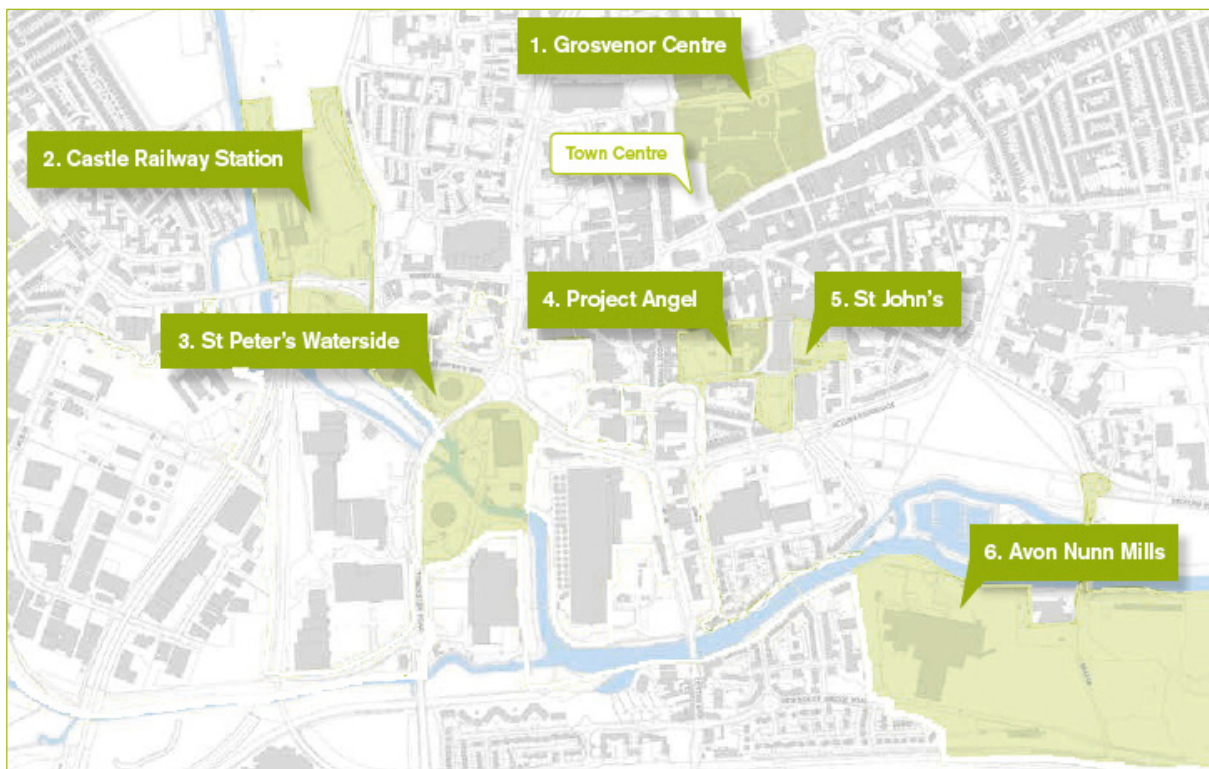 1. Grosvenor Centre
2. Castle Railway Station
Town Centre
4. Project Angel
5. St John's
3. St Peter's Waterside
6. Avon Nunn Mills